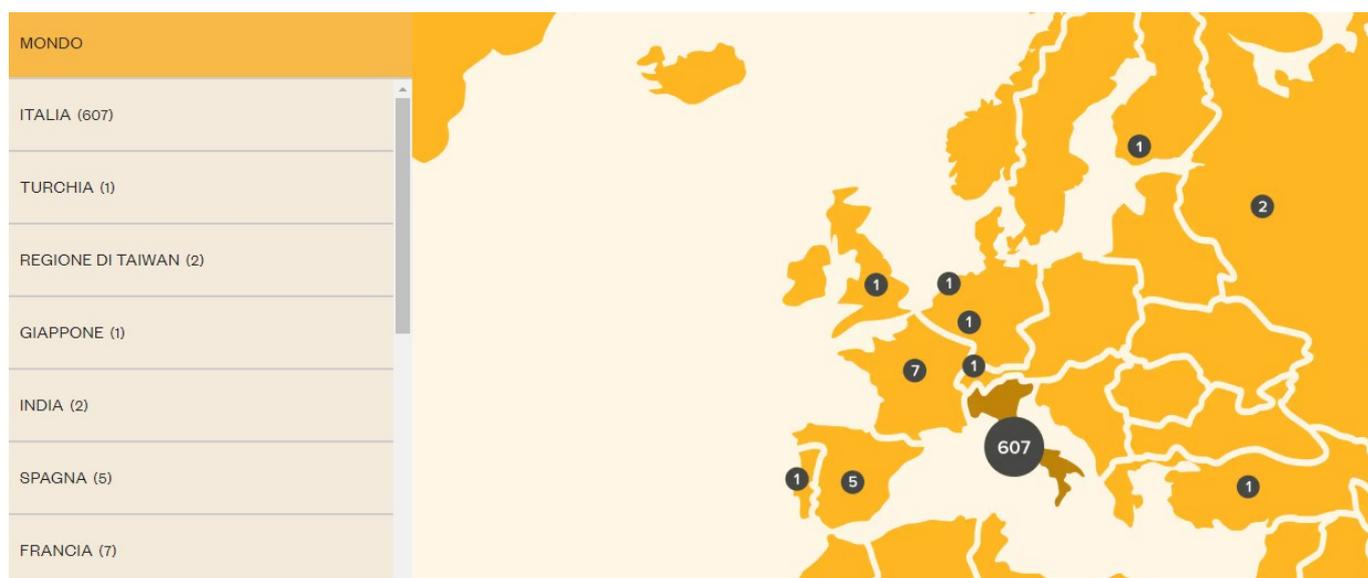 MONDO
ITALIA (607)
TURCHIA (1)
REGIONE DI TAIWAN (2)
GIAPPONE (1)
INDIA (2)
SPAGNA (5)
FRANCIA (7)
1
2
1
1
1
7
1
607
1
5
1